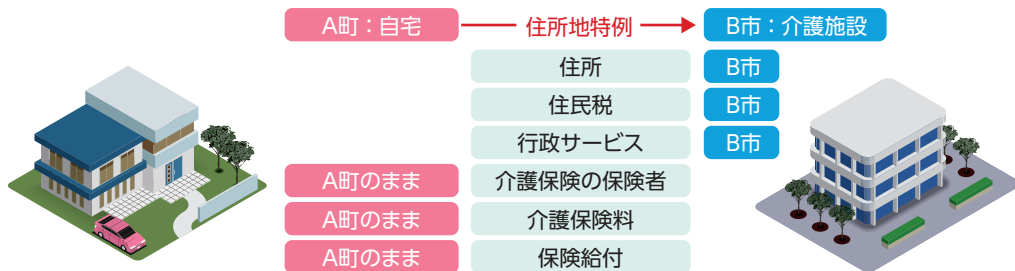 A町：自宅 住所地特例 B市：介護施設
住所 B市
住民税 B市
行政サービス B市
A町のまま 介護保険の保険者
A町のまま 介護保険料
A町のまま 保険給付